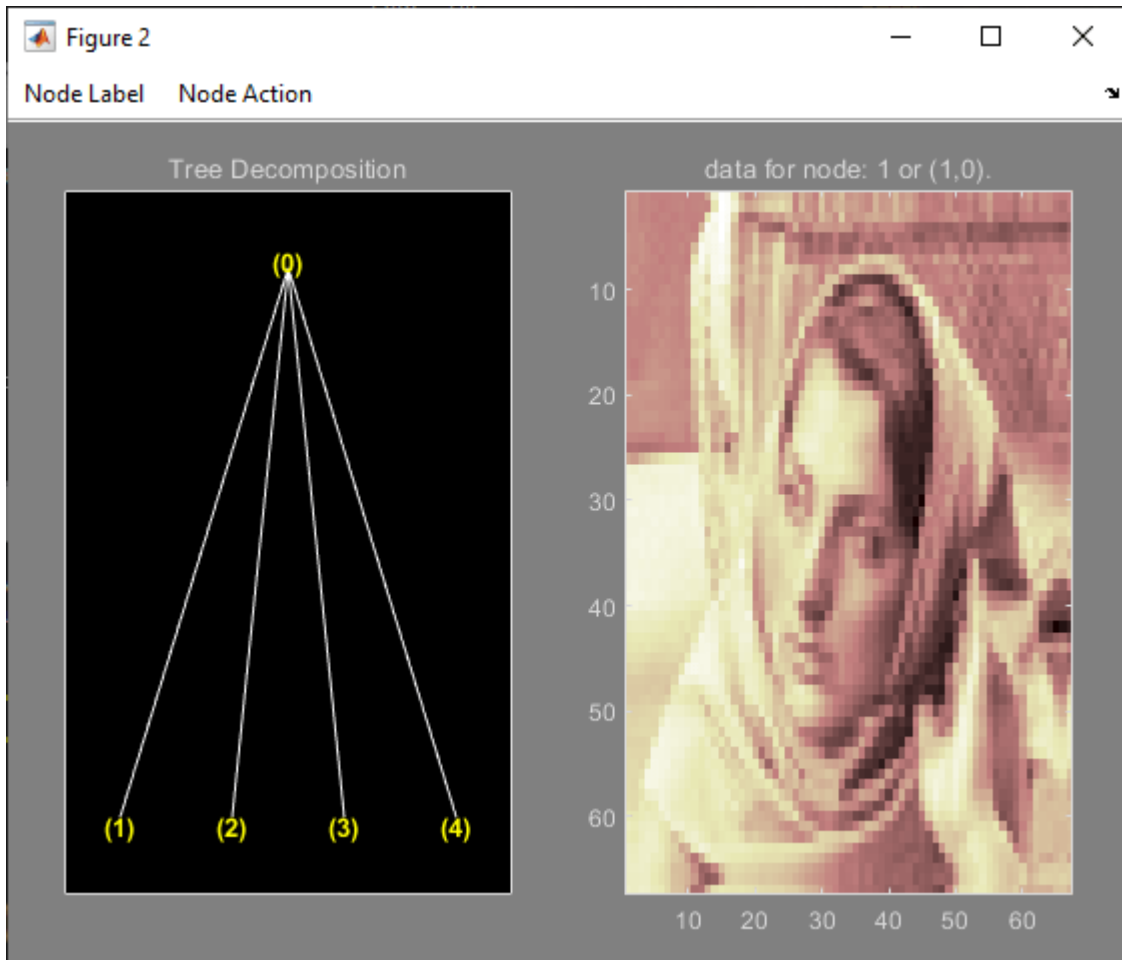 Figure 2
Node Label Node Action
Tree Decomposition
data for node: 1 or (1,0).
(0)
(1) (2) (3) (4)
10
20
30
40
50
60
10 20 30 40 50 60